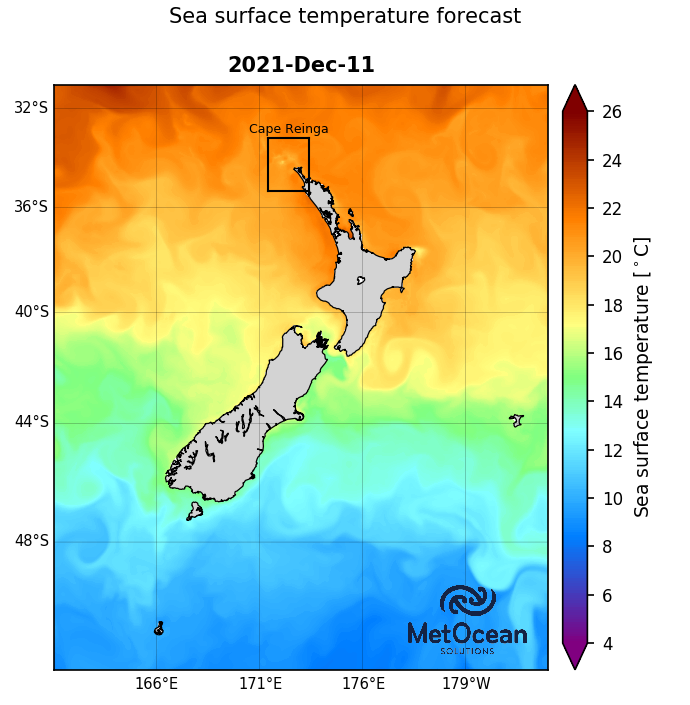 Sea surface temperature forecast
2021-Dec-11
32°S
36°S
40°S
44°S
48°S
Cape Reinga
MetOcean
SOLUTIONS
166°E
171°E
176°E
179°W
26
24
22
20
18
16
14
12
10
8
6
4
Sea surface temperature [°C]